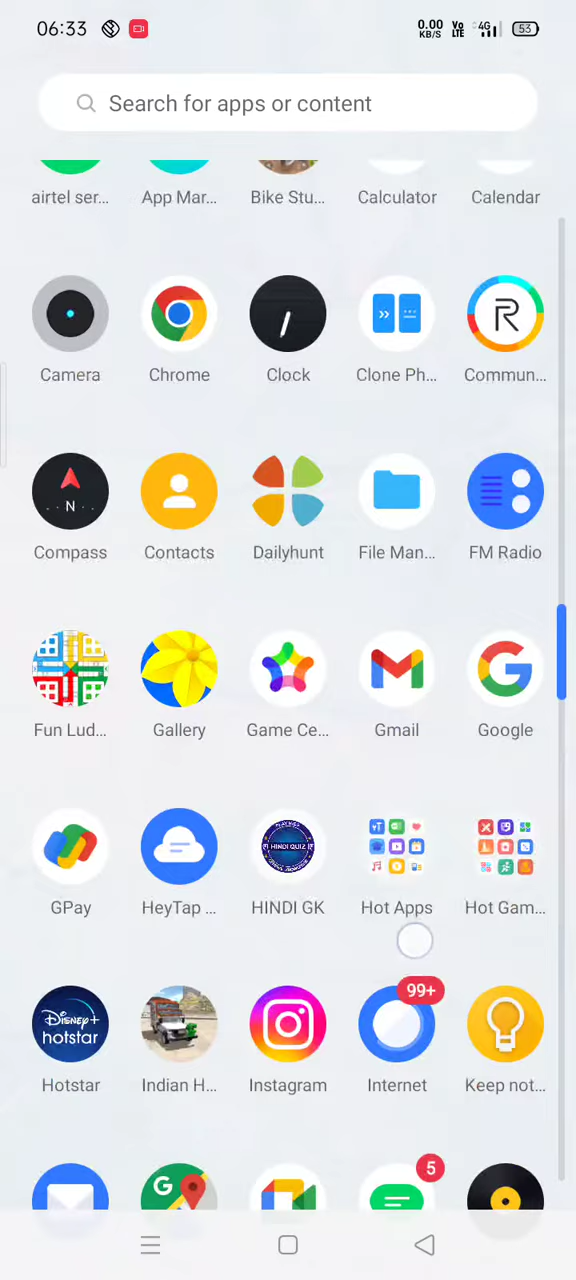 06:33
0.00 KB/S
Vo LTE
4G
53
Search for apps or content
airtel ser... App Mar... Bike Stu... Calculator Calendar
Camera Chrome Clock Clone Ph... Commun...
N
Compass Contacts Dailyhunt File Man... FM Radio
Fun Lud... Gallery Game Ce... Gmail Google
HINDI QUIZ
GPay HeyTap ... HINDI GK Hot Apps Hot Gam...
99+
Disney+ hotstar
Hotstar Indian H... Instagram Internet Keep not...
5
G